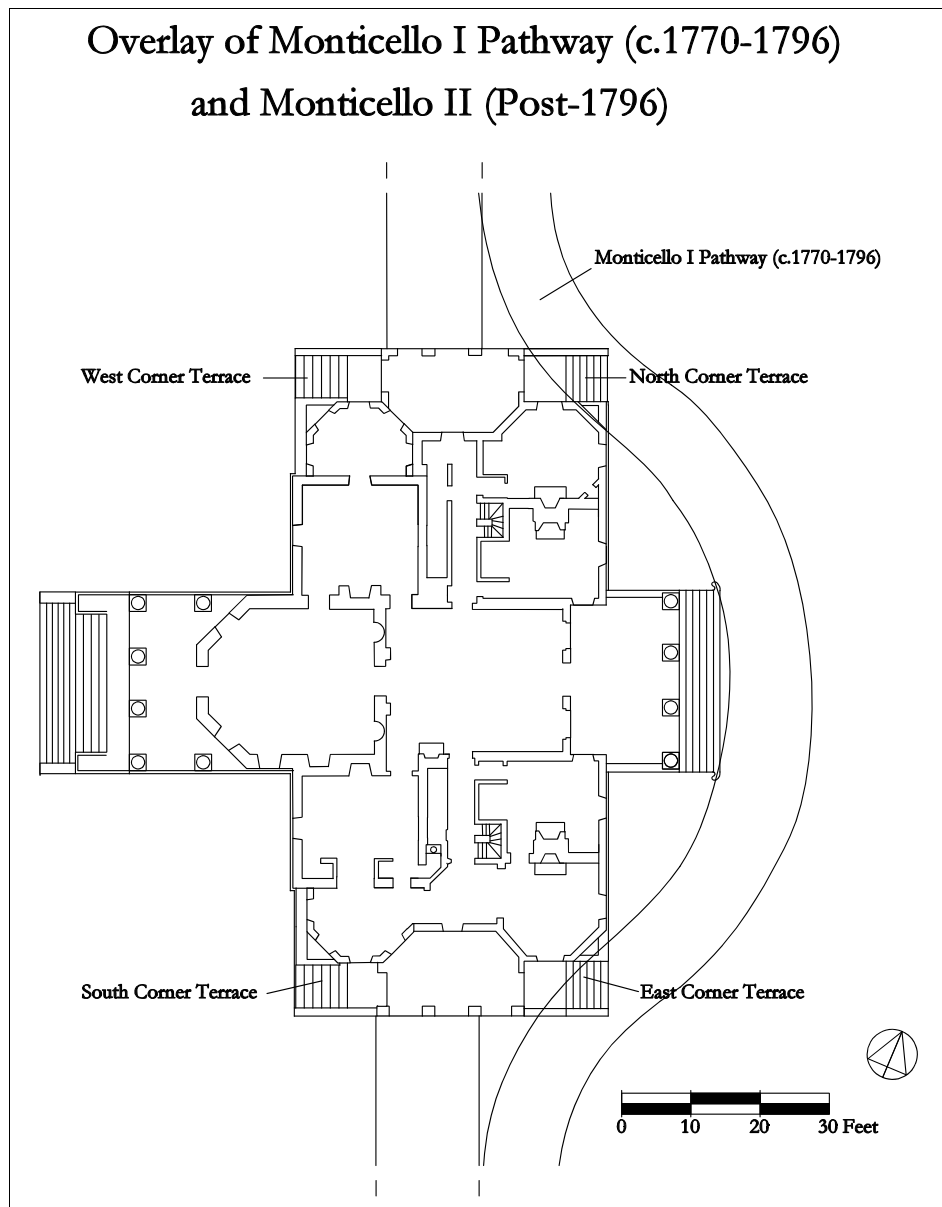 Overlay of Monticello I Pathway (c.1770-1796)
and Monticello II (Post-1796)
Monticello I Pathway (c.1770-1796)
West Corner Terrace
North Corner Terrace
South Corner Terrace
East Corner Terrace
0 10 20 30 Feet